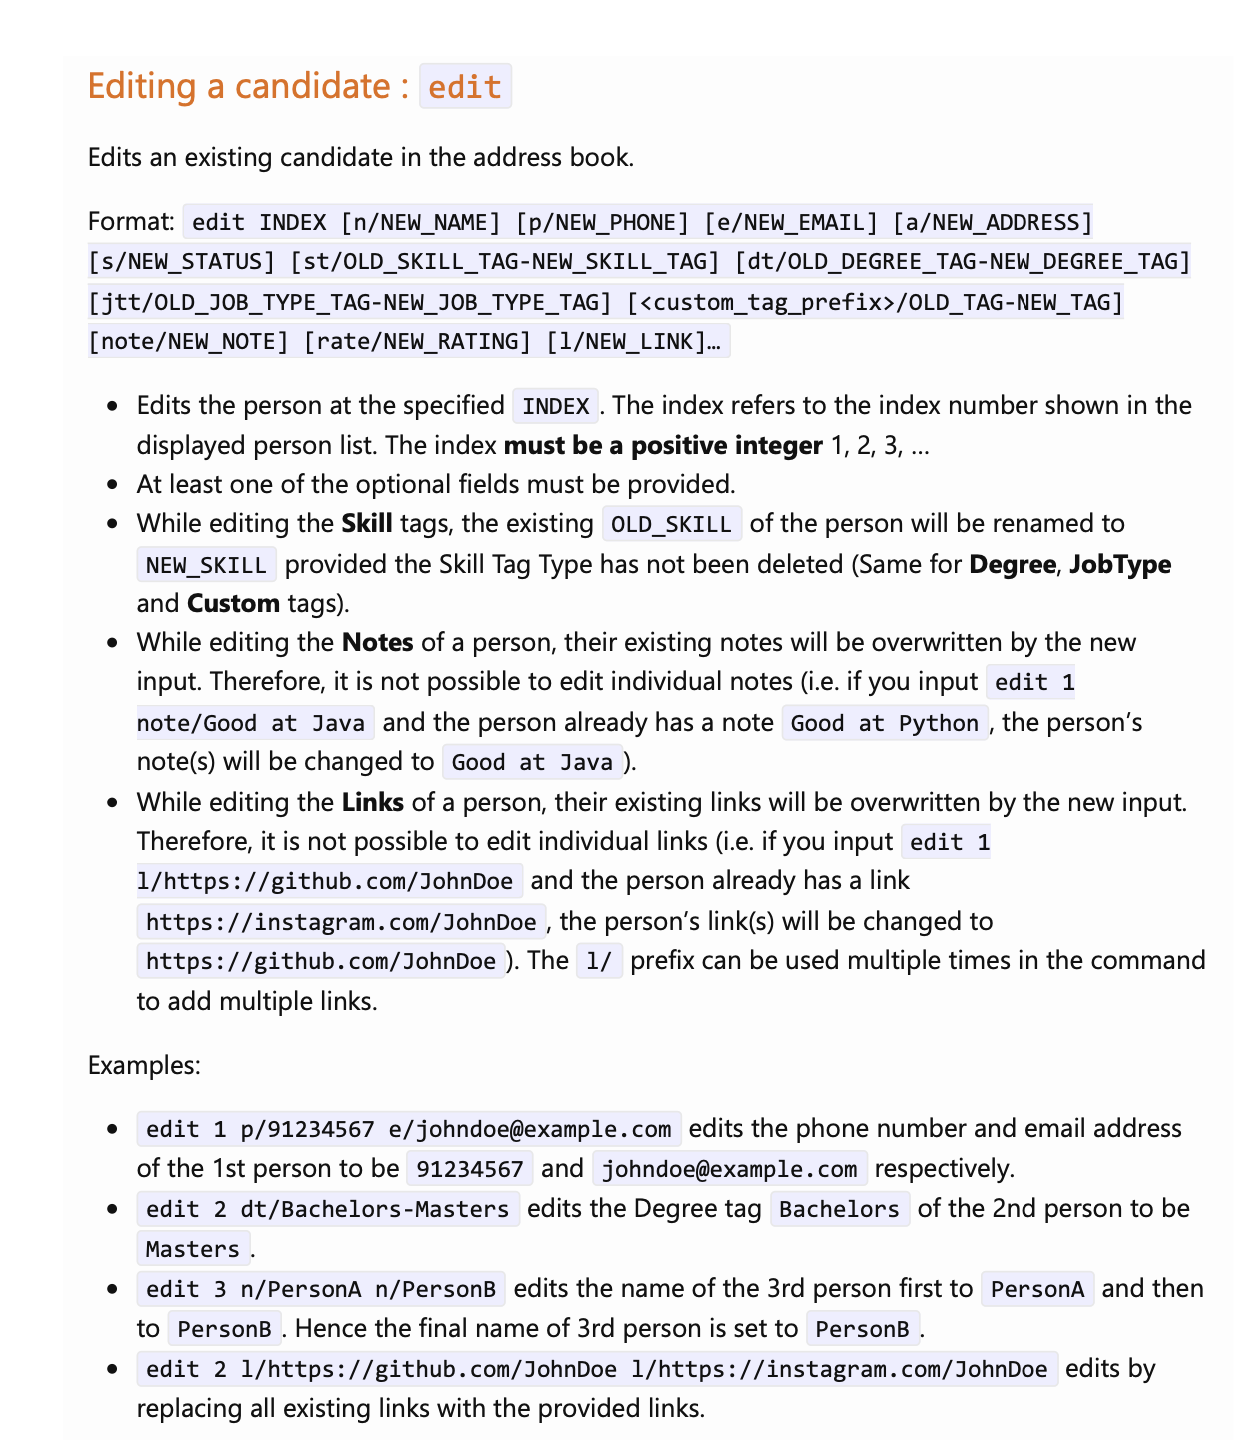 Editing a candidate : edit
Edits an existing candidate in the address book.
Format: edit INDEX [n/NEW_NAME] [p/NEW_PHONE] [e/NEW_EMAIL] [a/NEW_ADDRESS]
[s/NEW_STATUS] [st/OLD_SKILL_TAG-NEW_SKILL_TAG] [dt/OLD_DEGREE_TAG-NEW_DEGREE_TAG]
[jtt/OLD_JOB_TYPE_TAG-NEW_JOB_TYPE_TAG] [<custom_tag_prefix>/OLD_TAG-NEW_TAG]
[note/NEW_NOTE] [rate/NEW_RATING] [l/NEW_LINK]…
• Edits the person at the specified INDEX. The index refers to the index number shown in the
displayed person list. The index must be a positive integer 1, 2, 3, …
• At least one of the optional fields must be provided.
• While editing the Skill tags, the existing OLD_SKILL of the person will be renamed to
NEW_SKILL provided the Skill Tag Type has not been deleted (Same for Degree, JobType
and Custom tags).
• While editing the Notes of a person, their existing notes will be overwritten by the new
input. Therefore, it is not possible to edit individual notes (i.e. if you input edit 1
note/Good at Java and the person already has a note Good at Python, the person’s
note(s) will be changed to Good at Java).
• While editing the Links of a person, their existing links will be overwritten by the new input.
Therefore, it is not possible to edit individual links (i.e. if you input edit 1
l/https://github.com/JohnDoe and the person already has a link
https://instagram.com/JohnDoe, the person’s link(s) will be changed to
https://github.com/JohnDoe). The l/ prefix can be used multiple times in the command
to add multiple links.
Examples:
• edit 1 p/91234567 e/johndoe@example.com edits the phone number and email address
of the 1st person to be 91234567 and johndoe@example.com respectively.
• edit 2 dt/Bachelors-Masters edits the Degree tag Bachelors of the 2nd person to be
Masters.
• edit 3 n/PersonA n/PersonB edits the name of the 3rd person first to PersonA and then
to PersonB. Hence the final name of 3rd person is set to PersonB.
• edit 2 l/https://github.com/JohnDoe l/https://instagram.com/JohnDoe edits by
replacing all existing links with the provided links.